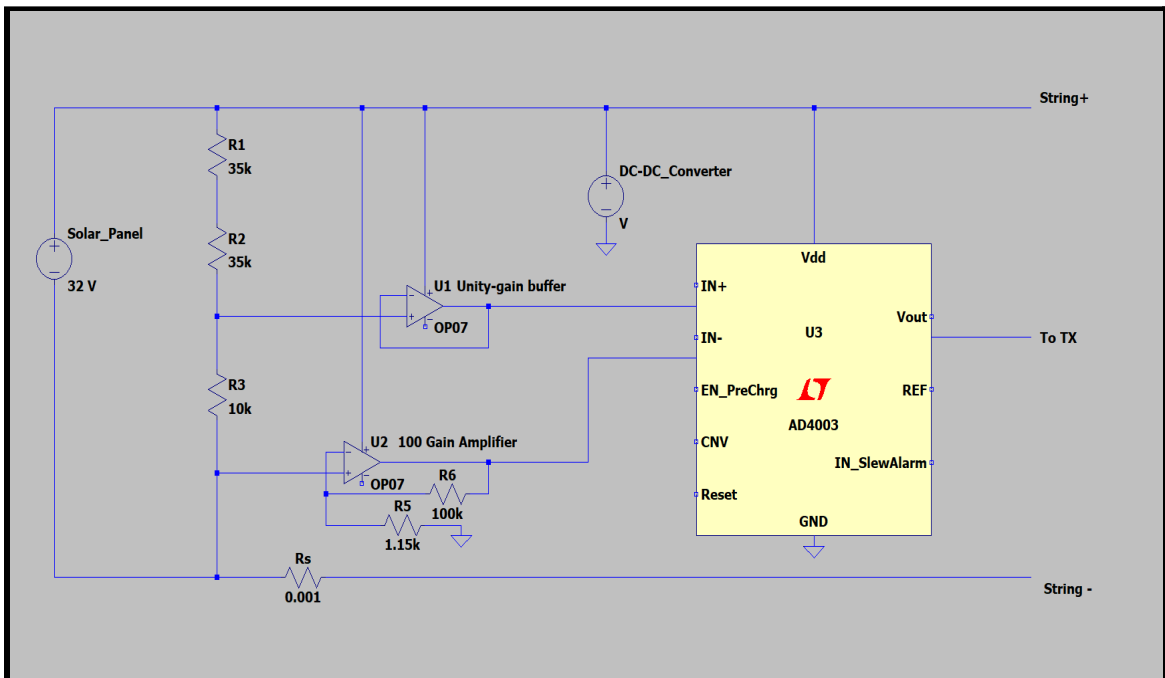 String+
R1
35k
DC-DC_Converter
V
Solar_Panel
32 V
R2
35k
Vdd
U1 Unity-gain buffer
OP07
IN+
IN-
EN_PreChrg
CNV
Reset
U3
AD4003
GND
Vout
REF
IN_SlewAlarm
To TX
R3
10k
U2 100 Gain Amplifier
OP07
R6
100k
R5
1.15k
Rs
0.001
String -